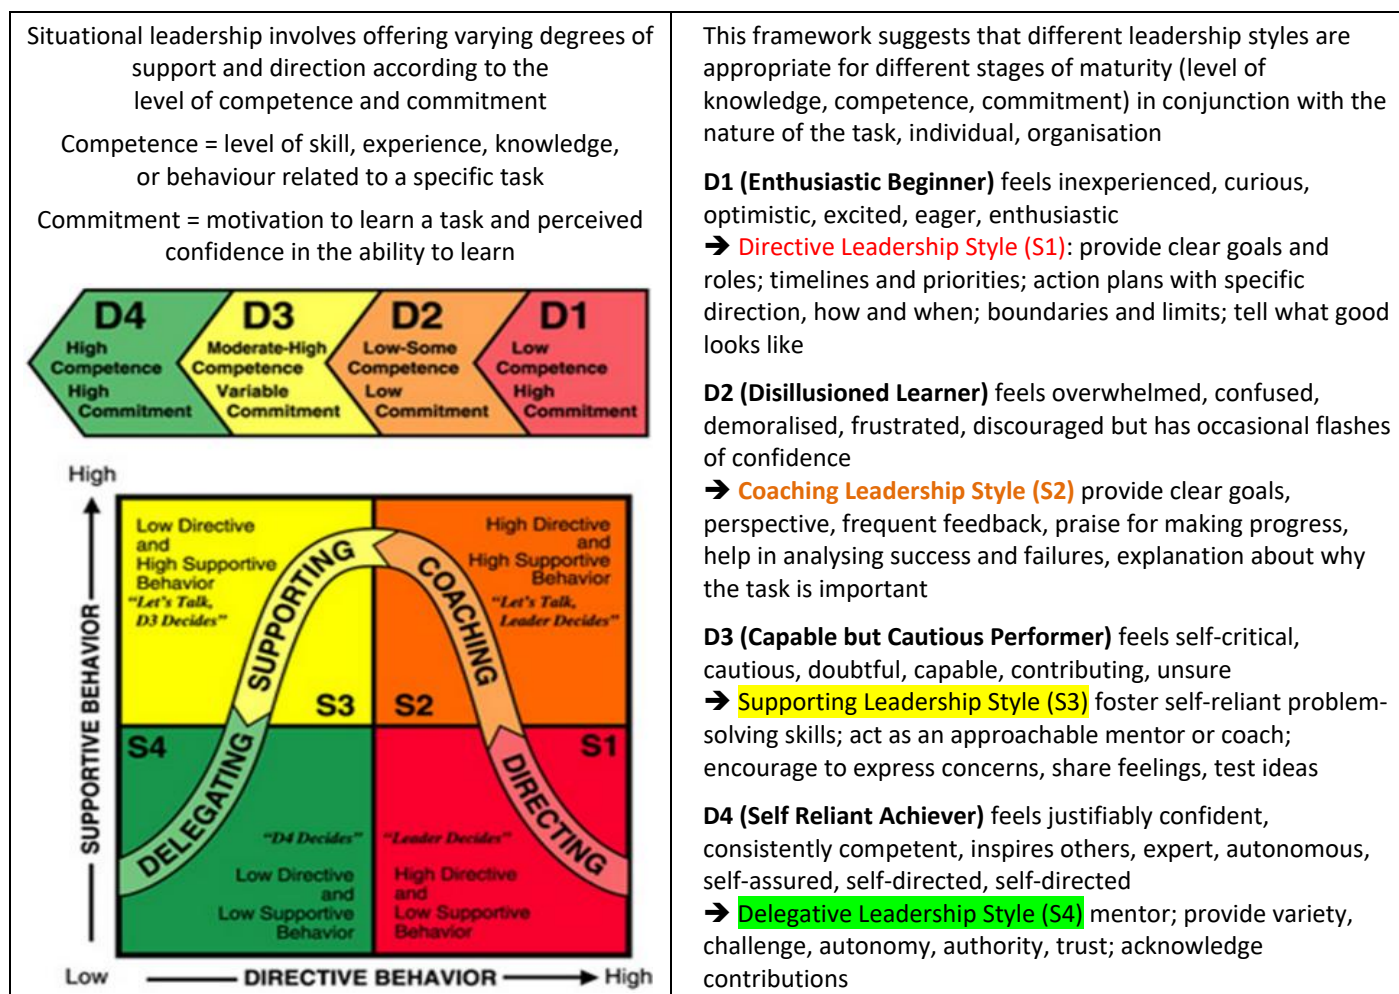 Situational leadership involves offering varying degrees of
support and direction according to the
level of competence and commitment
Competence = level of skill, experience, knowledge,
or behaviour related to a specific task
Commitment = motivation to learn a task and perceived
confidence in the ability to learn
D4
High
Competence
High
Commitment
D3
Moderate-High
Competence
Variable
Commitment
D2
Low-Some
Competence
Low
Commitment
D1
Low
Competence
High
Commitment
High
SUPPORTIVE BEHAVIOR
Low Directive
and
High Supportive
Behavior
"Let's Talk,
D3 Decides"
SUPPORTING
S3
High Directive
and
High Supportive
Behavior
"Let's Talk,
Leader Decides"
COACHING
S2
S4
DELEGATING
"D4 Decides"
Low Directive
and
Low Supportive
Behavior
S1
DIRECTING
"Leader Decides"
High Directive
and
Low Supportive
Behavior
Low
DIRECTIVE BEHAVIOR
High
This framework suggests that different leadership styles are
appropriate for different stages of maturity (level of
knowledge, competence, commitment) in conjunction with the
nature of the task, individual, organisation
D1 (Enthusiastic Beginner) feels inexperienced, curious,
optimistic, excited, eager, enthusiastic
➔ Directive Leadership Style (S1): provide clear goals and
roles; timelines and priorities; action plans with specific
direction, how and when; boundaries and limits; tell what good
looks like
D2 (Disillusioned Learner) feels overwhelmed, confused,
demoralised, frustrated, discouraged but has occasional flashes
of confidence
➔ Coaching Leadership Style (S2) provide clear goals,
perspective, frequent feedback, praise for making progress,
help in analysing success and failures, explanation about why
the task is important
D3 (Capable but Cautious Performer) feels self-critical,
cautious, doubtful, capable, contributing, unsure
➔ Supporting Leadership Style (S3) foster self-reliant problem-
solving skills; act as an approachable mentor or coach;
encourage to express concerns, share feelings, test ideas
D4 (Self Reliant Achiever) feels justifiably confident,
consistently competent, inspires others, expert, autonomous,
self-assured, self-directed, self-directed
➔ Delegative Leadership Style (S4) mentor; provide variety,
challenge, autonomy, authority, trust; acknowledge
contributions